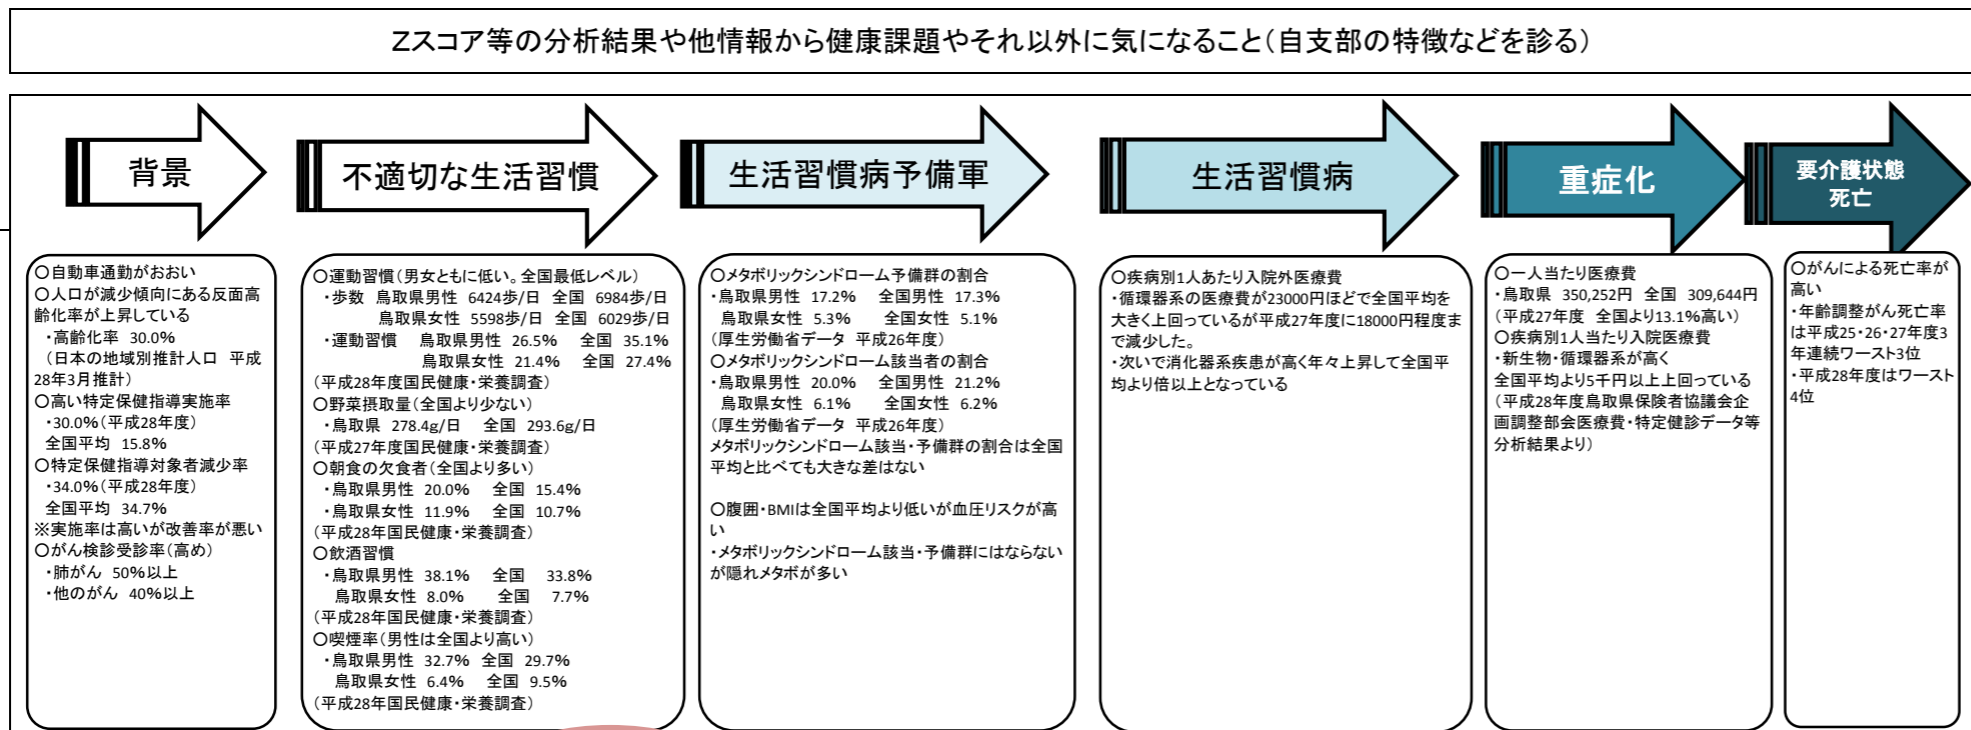 Zスコア等の分析結果や他情報から健康課題やそれ以外に気になること(自支部の特徴などを診る)
背景
〇自動車通勤がおおい
〇人口が減少傾向にある反面高
齢化率が上昇している
・高齢化率 30.0%
(日本の地域別推計人口 平成
28年3月推計)
〇高い特定保健指導実施率
・30.0%(平成28年度)
全国平均 15.8%
〇特定保健指導対象者減少率
・34.0%(平成28年度)
全国平均 34.7%
※実施率は高いが改善率が悪い
〇がん検診受診率(高め)
・肺がん 50%以上
・他のがん 40%以上
不適切な生活習慣
〇運動習慣(男女ともに低い。全国最低レベル)
・歩数 鳥取県男性 6424歩/日 全国 6984歩/日
鳥取県女性 5598歩/日 全国 6029歩/日
・運動習慣 鳥取県男性 26.5% 全国 35.1%
鳥取県女性 21.4% 全国 27.4%
(平成28年度国民健康・栄養調査)
〇野菜摂取量(全国より少ない)
・鳥取県 278.4g/日 全国 293.6g/日
(平成27年度国民健康・栄養調査)
〇朝食の欠食者(全国より多い)
・鳥取県男性 20.0% 全国 15.4%
・鳥取県女性 11.9% 全国 10.7%
(平成28年国民健康・栄養調査)
〇飲酒習慣
・鳥取県男性 38.1% 全国 33.8%
鳥取県女性 8.0% 全国 7.7%
(平成28年国民健康・栄養調査)
〇喫煙率(男性は全国より高い)
・鳥取県男性 32.7% 全国 29.7%
鳥取県女性 6.4% 全国 9.5%
(平成28年国民健康・栄養調査)
生活習慣病予備軍
〇メタボリックシンドローム予備群の割合
・鳥取県男性 17.2% 全国男性 17.3%
鳥取県女性 5.3% 全国女性 5.1%
(厚生労働省データ 平成26年度)
〇メタボリックシンドローム該当者の割合
・鳥取県男性 20.0% 全国男性 21.2%
鳥取県女性 6.1% 全国女性 6.2%
(厚生労働省データ 平成26年度)
メタボリックシンドローム該当・予備群の割合は全国
平均と比べても大きな差はない
〇腹囲・BMIは全国平均より低いが血圧リスクが高
い
・メタボリックシンドローム該当・予備群にはならない
が隠れメタボが多い
生活習慣病
〇疾病別1人あたり入院外医療費
・循環器系の医療費が23000円ほどで全国平均を
大きく上回っているが平成27年度に18000円程度ま
で減少した。
・次いで消化器系疾患が高く年々上昇して全国平
均より倍以上となっている
重症化
〇一人当たり医療費
・鳥取県 350,252円 全国 309,644円
(平成27年度 全国より13.1%高い)
〇疾病別1人当たり入院医療費
・新生物・循環器系が高く
全国平均より5千円以上上回っている
(平成28年度鳥取県保険者協議会企
画調整部会医療費・特定健診データ等
分析結果より)
要介護状態
死亡
〇がんによる死亡率が
高い
・年齢調整がん死亡率
は平成25・26・27年度3
年連続ワースト3位
・平成28年度はワースト
4位